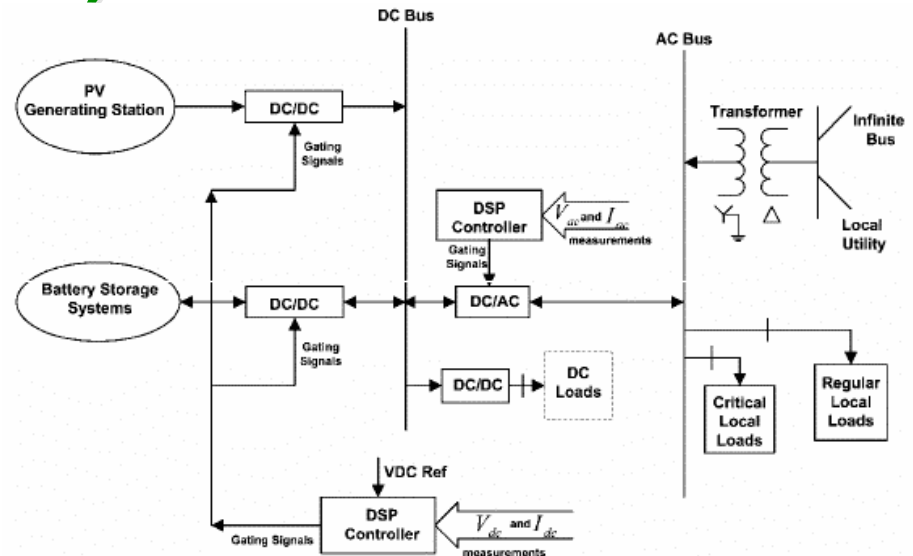 DC Bus
AC Bus
PV
Generating Station
DC/DC
Gating
Signals
Transformer
Infinite
Bus
Local
Utility
DSP
Controller
Vac and Iac
measurements
Gating
Signals
Battery Storage
Systems
DC/DC
DC/AC
Gating
Signals
DC/DC
DC
Loads
Critical
Local
Loads
Regular
Local
Loads
VDC Ref
DSP
Controller
Gating Signals
Vdc and Idc
measurements